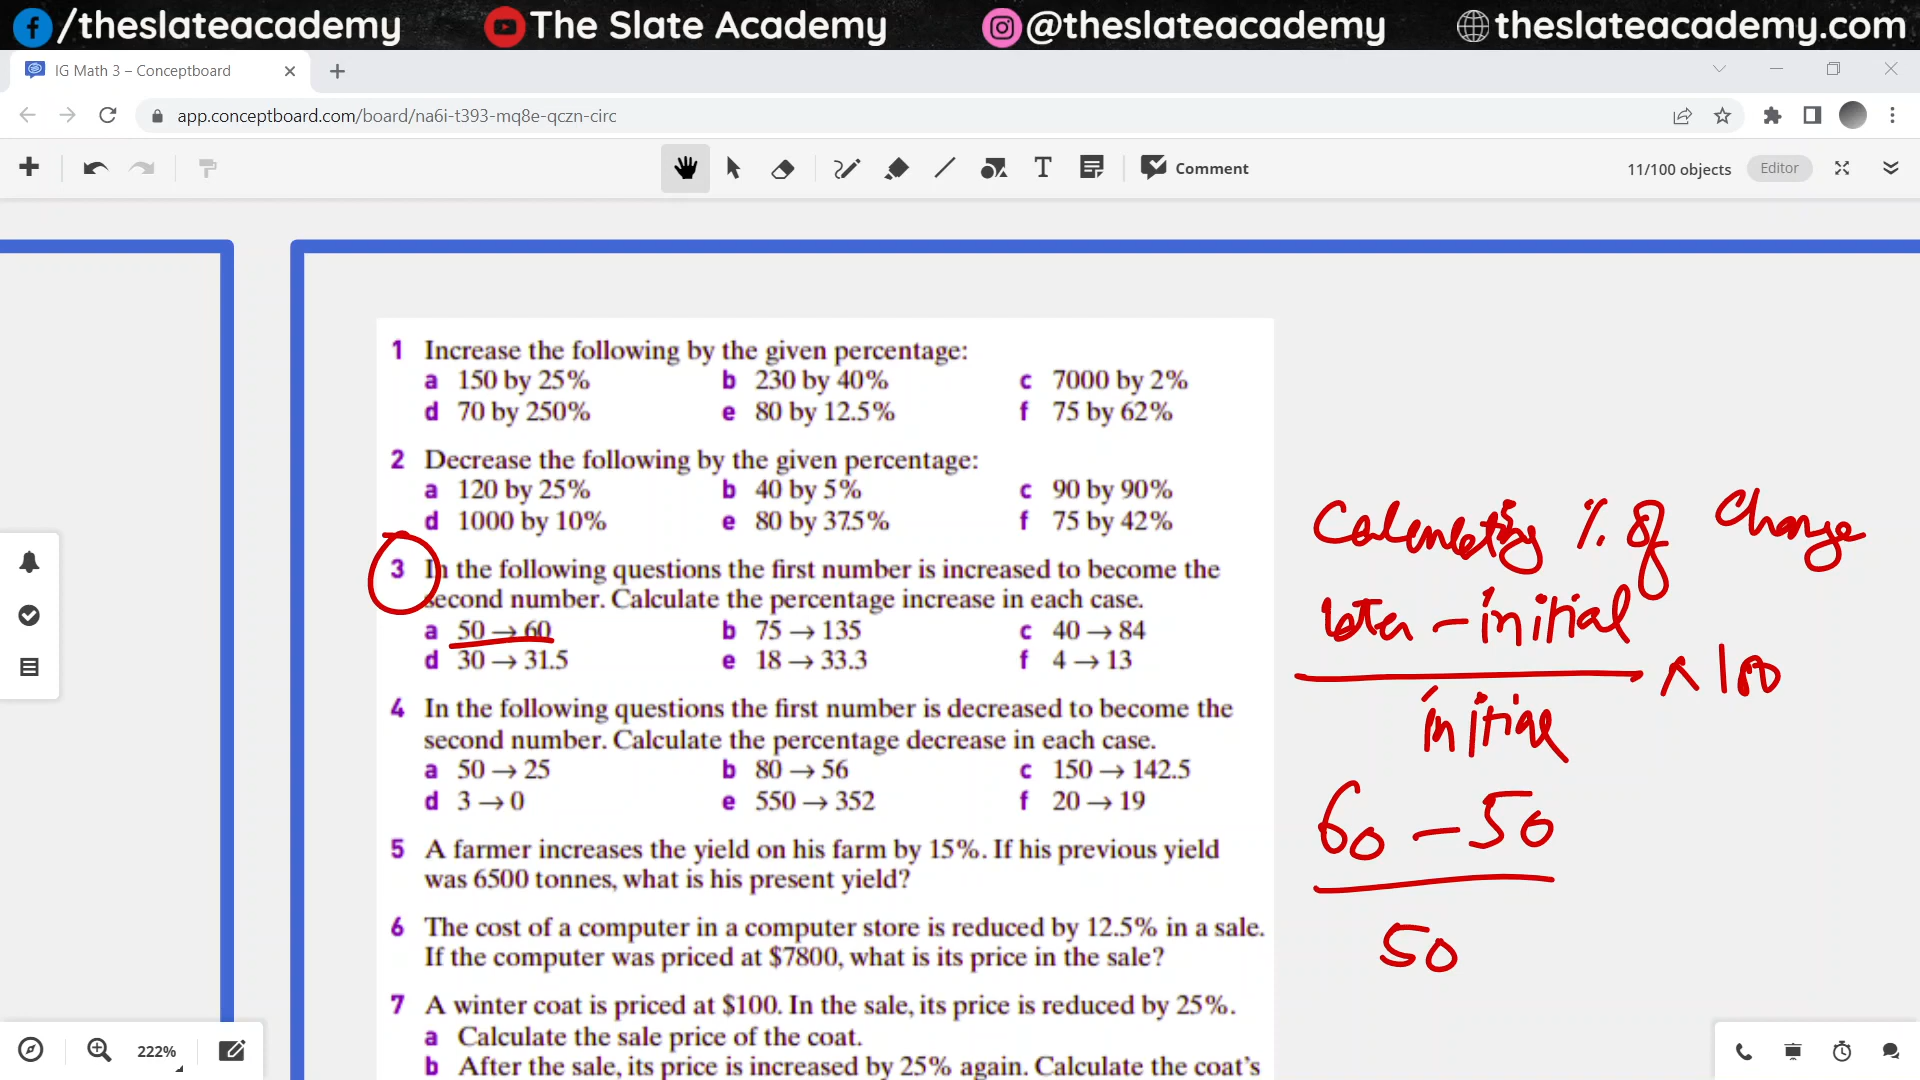 /theslateacademy The Slate Academy @theslateacademy theslateacademy.com
IG Math 3 – Conceptboard
app.conceptboard.com/board/na6i-t393-mq8e-qczn-circ
T Comment 11/100 objects Editor
1 Increase the following by the given percentage:
a 150 by 25% b 230 by 40% c 7000 by 2%
d 70 by 250% e 80 by 12.5% f 75 by 62%
2 Decrease the following by the given percentage:
a 120 by 25% b 40 by 5% c 90 by 90%
d 1000 by 10% e 80 by 37.5% f 75 by 42%
3 In the following questions the first number is increased to become the
second number. Calculate the percentage increase in each case.
a 50 → 60 b 75 → 135 c 40 → 84
d 30 → 31.5 e 18 → 33.3 f 4 → 13
4 In the following questions the first number is decreased to become the
second number. Calculate the percentage decrease in each case.
a 50 → 25 b 80 → 56 c 150 → 142.5
d 3 → 0 e 550 → 352 f 20 → 19
5 A farmer increases the yield on his farm by 15%. If his previous yield
was 6500 tonnes, what is his present yield?
6 The cost of a computer in a computer store is reduced by 12.5% in a sale.
If the computer was priced at $7800, what is its price in the sale?
7 A winter coat is priced at $100. In the sale, its price is reduced by 25%.
a Calculate the sale price of the coat.
b After the sale, its price is increased by 25% again. Calculate the coat's
Calculating % of Change
later - initial
× 100
initial
60 - 50
50
222%